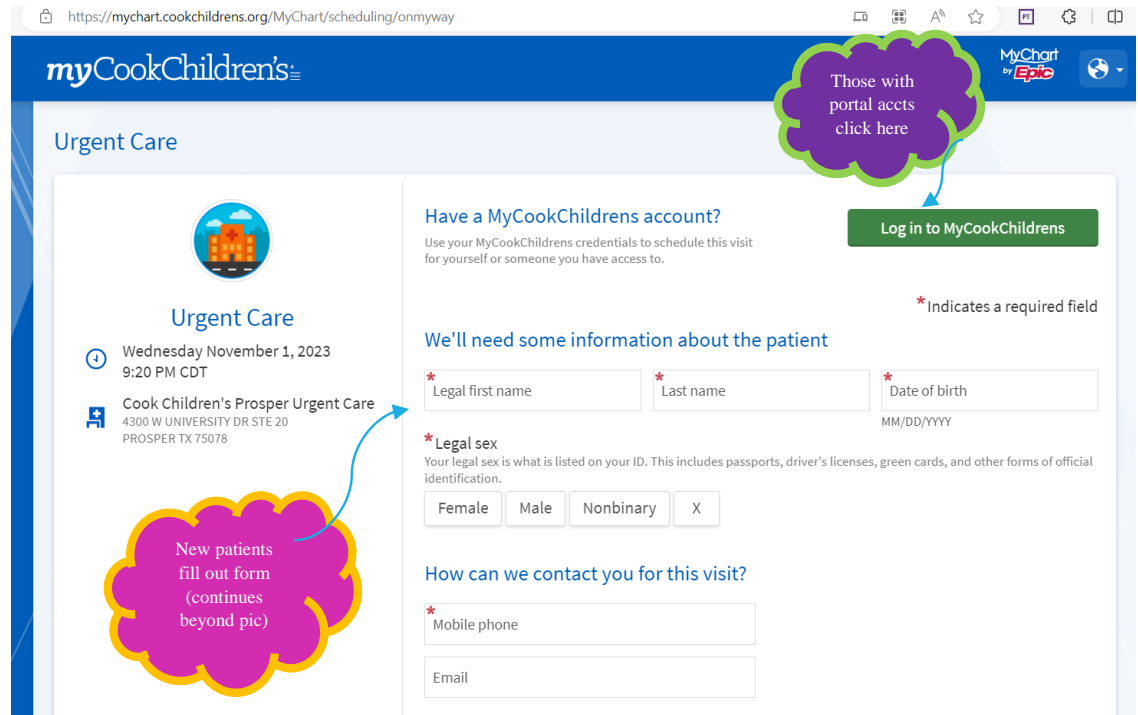 https://mychart.cookchildrens.org/MyChart/scheduling/onmyway
PT
myCookChildren's
MyChart
by Epic
Those with
portal accts
click here
Urgent Care
Have a MyCookChildrens account?
Use your MyCookChildrens credentials to schedule this visit
for yourself or someone you have access to.
Log in to MyCookChildrens
*Indicates a required field
Urgent Care
Wednesday November 1, 2023
9:20 PM CDT
Cook Children's Prosper Urgent Care
4300 W UNIVERSITY DR STE 20
PROSPER TX 75078
We'll need some information about the patient
*Legal first name
*Last name
*Date of birth
MM/DD/YYYY
*Legal sex
Your legal sex is what is listed on your ID. This includes passports, driver's licenses, green cards, and other forms of official
identification.
Female Male Nonbinary X
New patients
fill out form
(continues
beyond pic)
How can we contact you for this visit?
*Mobile phone
Email